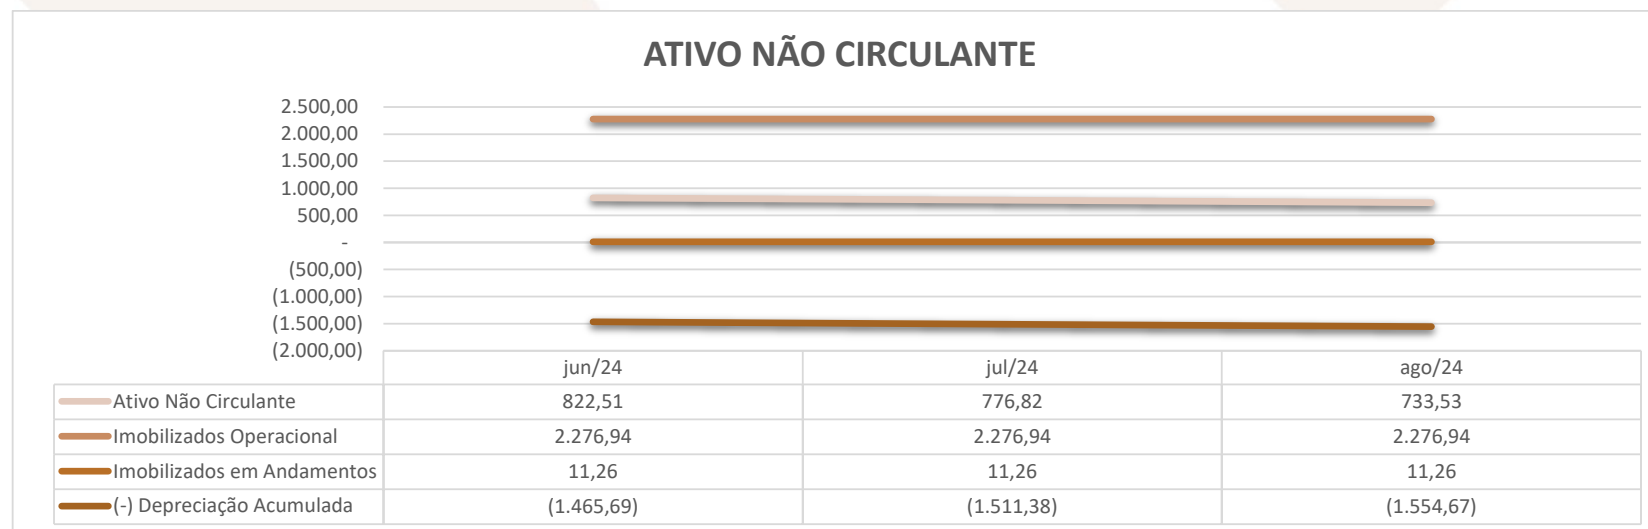 ATIVO NÃO CIRCULANTE
2.500,00
2.000,00
1.500,00
1.000,00
500,00
-
(500,00)
(1.000,00)
(1.500,00)
(2.000,00)
jun/24 jul/24 ago/24
Ativo Não Circulante 822,51 776,82 733,53
Imobilizados Operacional 2.276,94 2.276,94 2.276,94
Imobilizados em Andamentos 11,26 11,26 11,26
(-) Depreciação Acumulada (1.465,69) (1.511,38) (1.554,67)